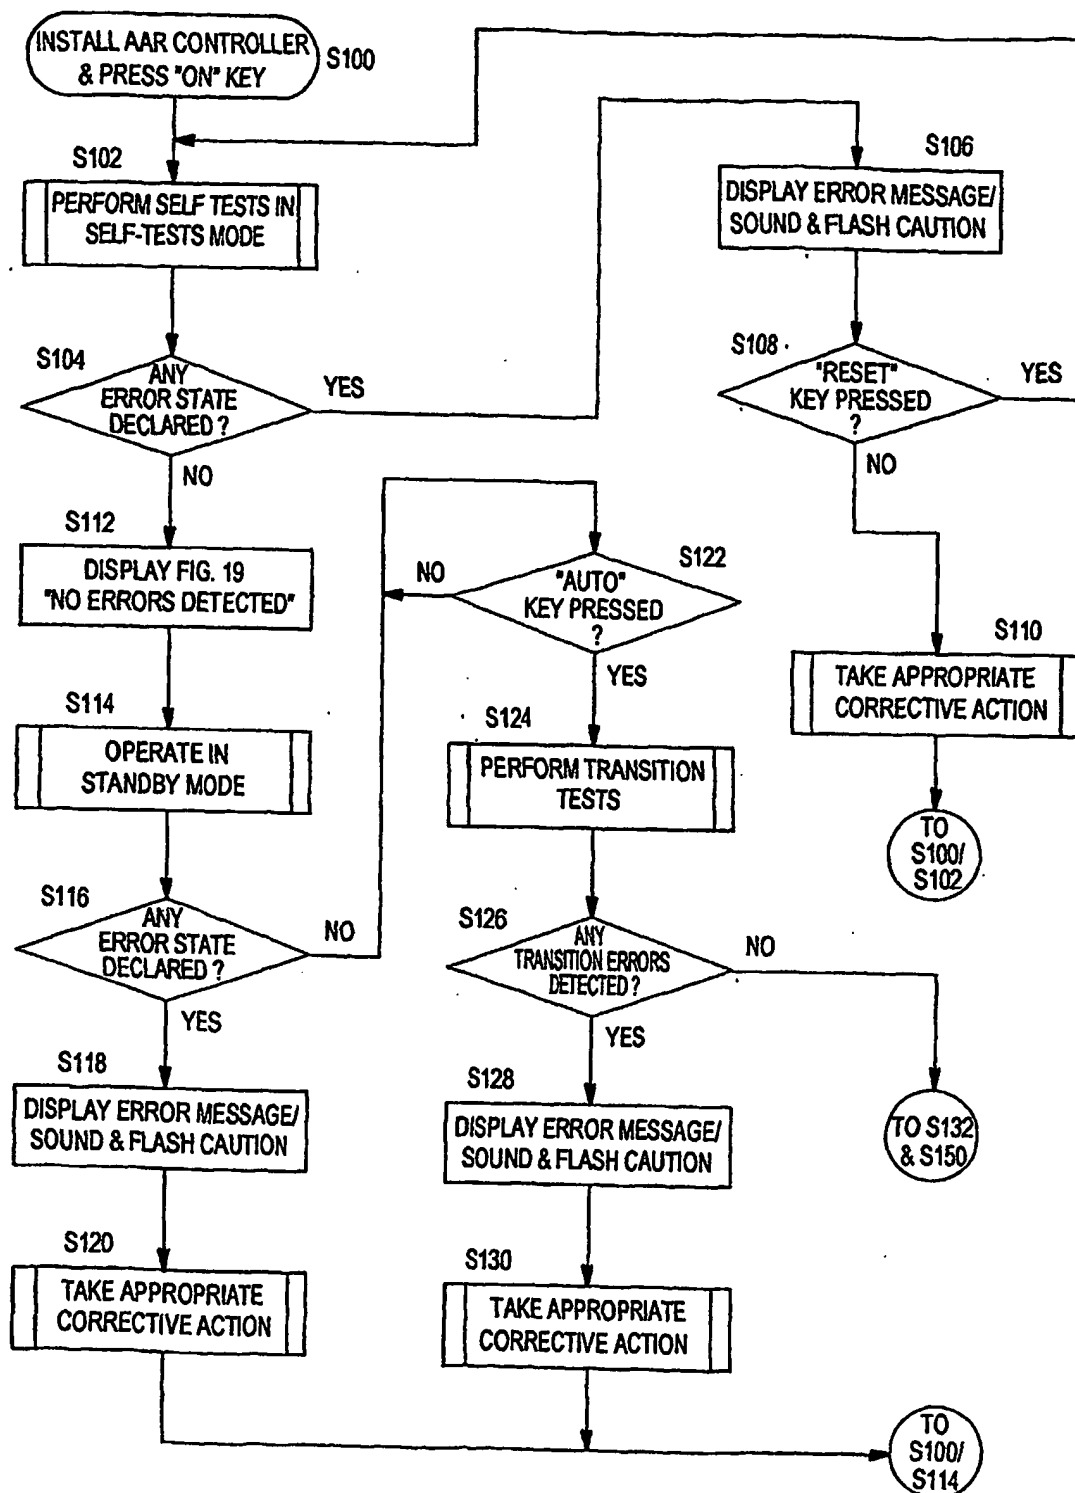 INSTALL AAR CONTROLLER
& PRESS "ON" KEY
S100
S102
PERFORM SELF TESTS IN
SELF-TESTS MODE
S104
ANY
ERROR STATE
DECLARED ?
YES
NO
S106
DISPLAY ERROR MESSAGE/
SOUND & FLASH CAUTION
S108
"RESET"
KEY PRESSED
?
YES
NO
S110
TAKE APPROPRIATE
CORRECTIVE ACTION
TO
S100/
S102
S112
DISPLAY FIG. 19
"NO ERRORS DETECTED"
S114
OPERATE IN
STANDBY MODE
S116
ANY
ERROR STATE
DECLARED ?
NO
YES
S118
DISPLAY ERROR MESSAGE/
SOUND & FLASH CAUTION
S120
TAKE APPROPRIATE
CORRECTIVE ACTION
S122
NO
"AUTO"
KEY PRESSED
?
YES
S124
PERFORM TRANSITION
TESTS
S126
ANY
TRANSITION ERRORS
DETECTED ?
NO
YES
TO S132
& S150
S128
DISPLAY ERROR MESSAGE/
SOUND & FLASH CAUTION
S130
TAKE APPROPRIATE
CORRECTIVE ACTION
TO
S100/
S114